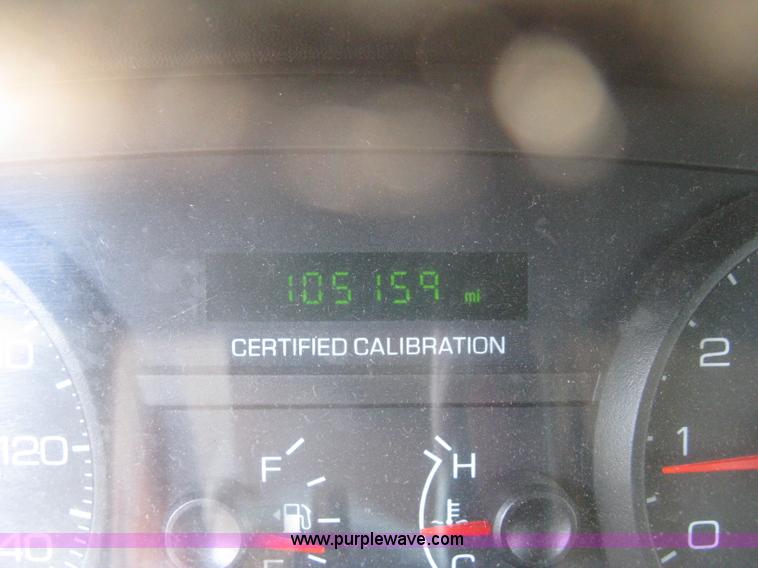 105159 mi
CERTIFIED CALIBRATION
2
120
F
H
1
0
www.purplewave.com